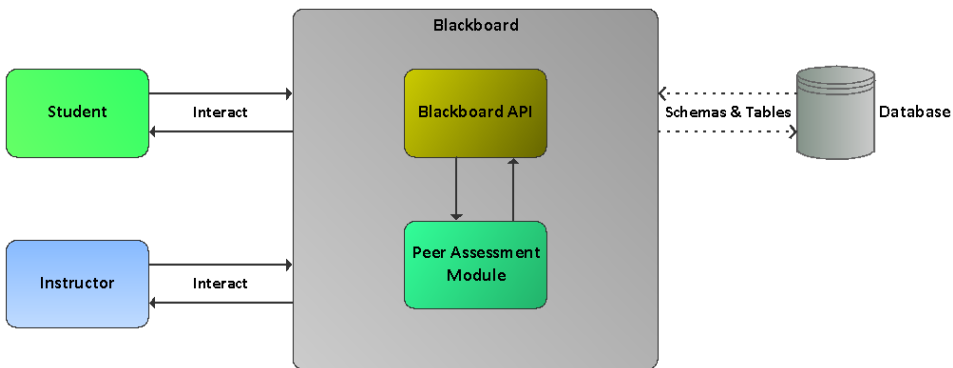 Blackboard
Student
Interact
Blackboard API
Schemas & Tables
Database
Instructor
Interact
Peer Assessment
Module